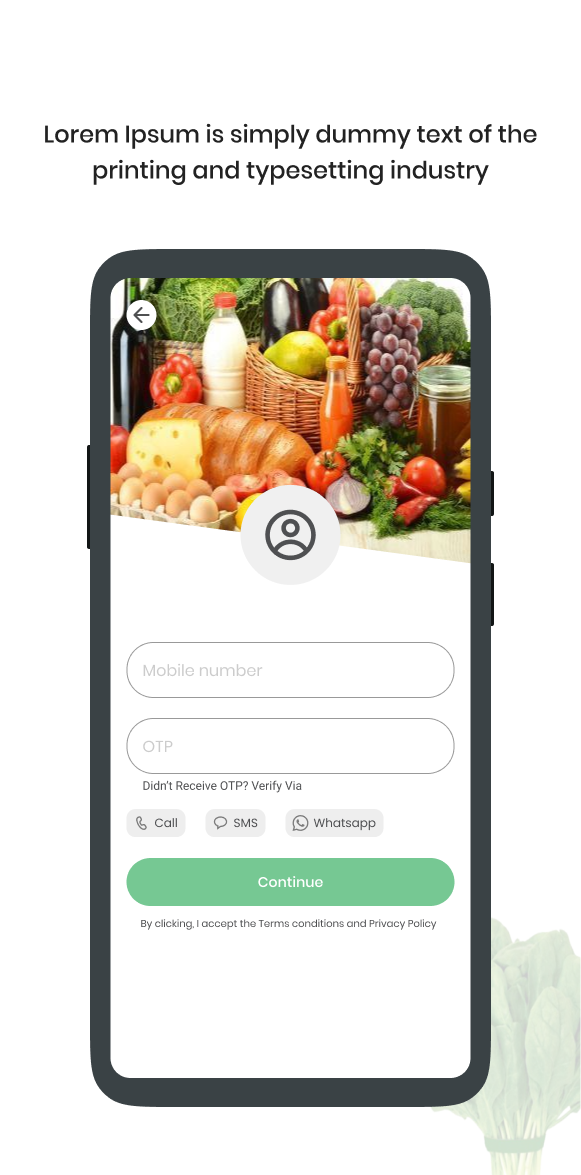 Lorem Ipsum is simply dummy text of the
printing and typesetting industry
Mobile number
OTP
Didn't Receive OTP? Verify Via
Call SMS Whatsapp
Continue
By clicking, I accept the Terms conditions and Privacy Policy